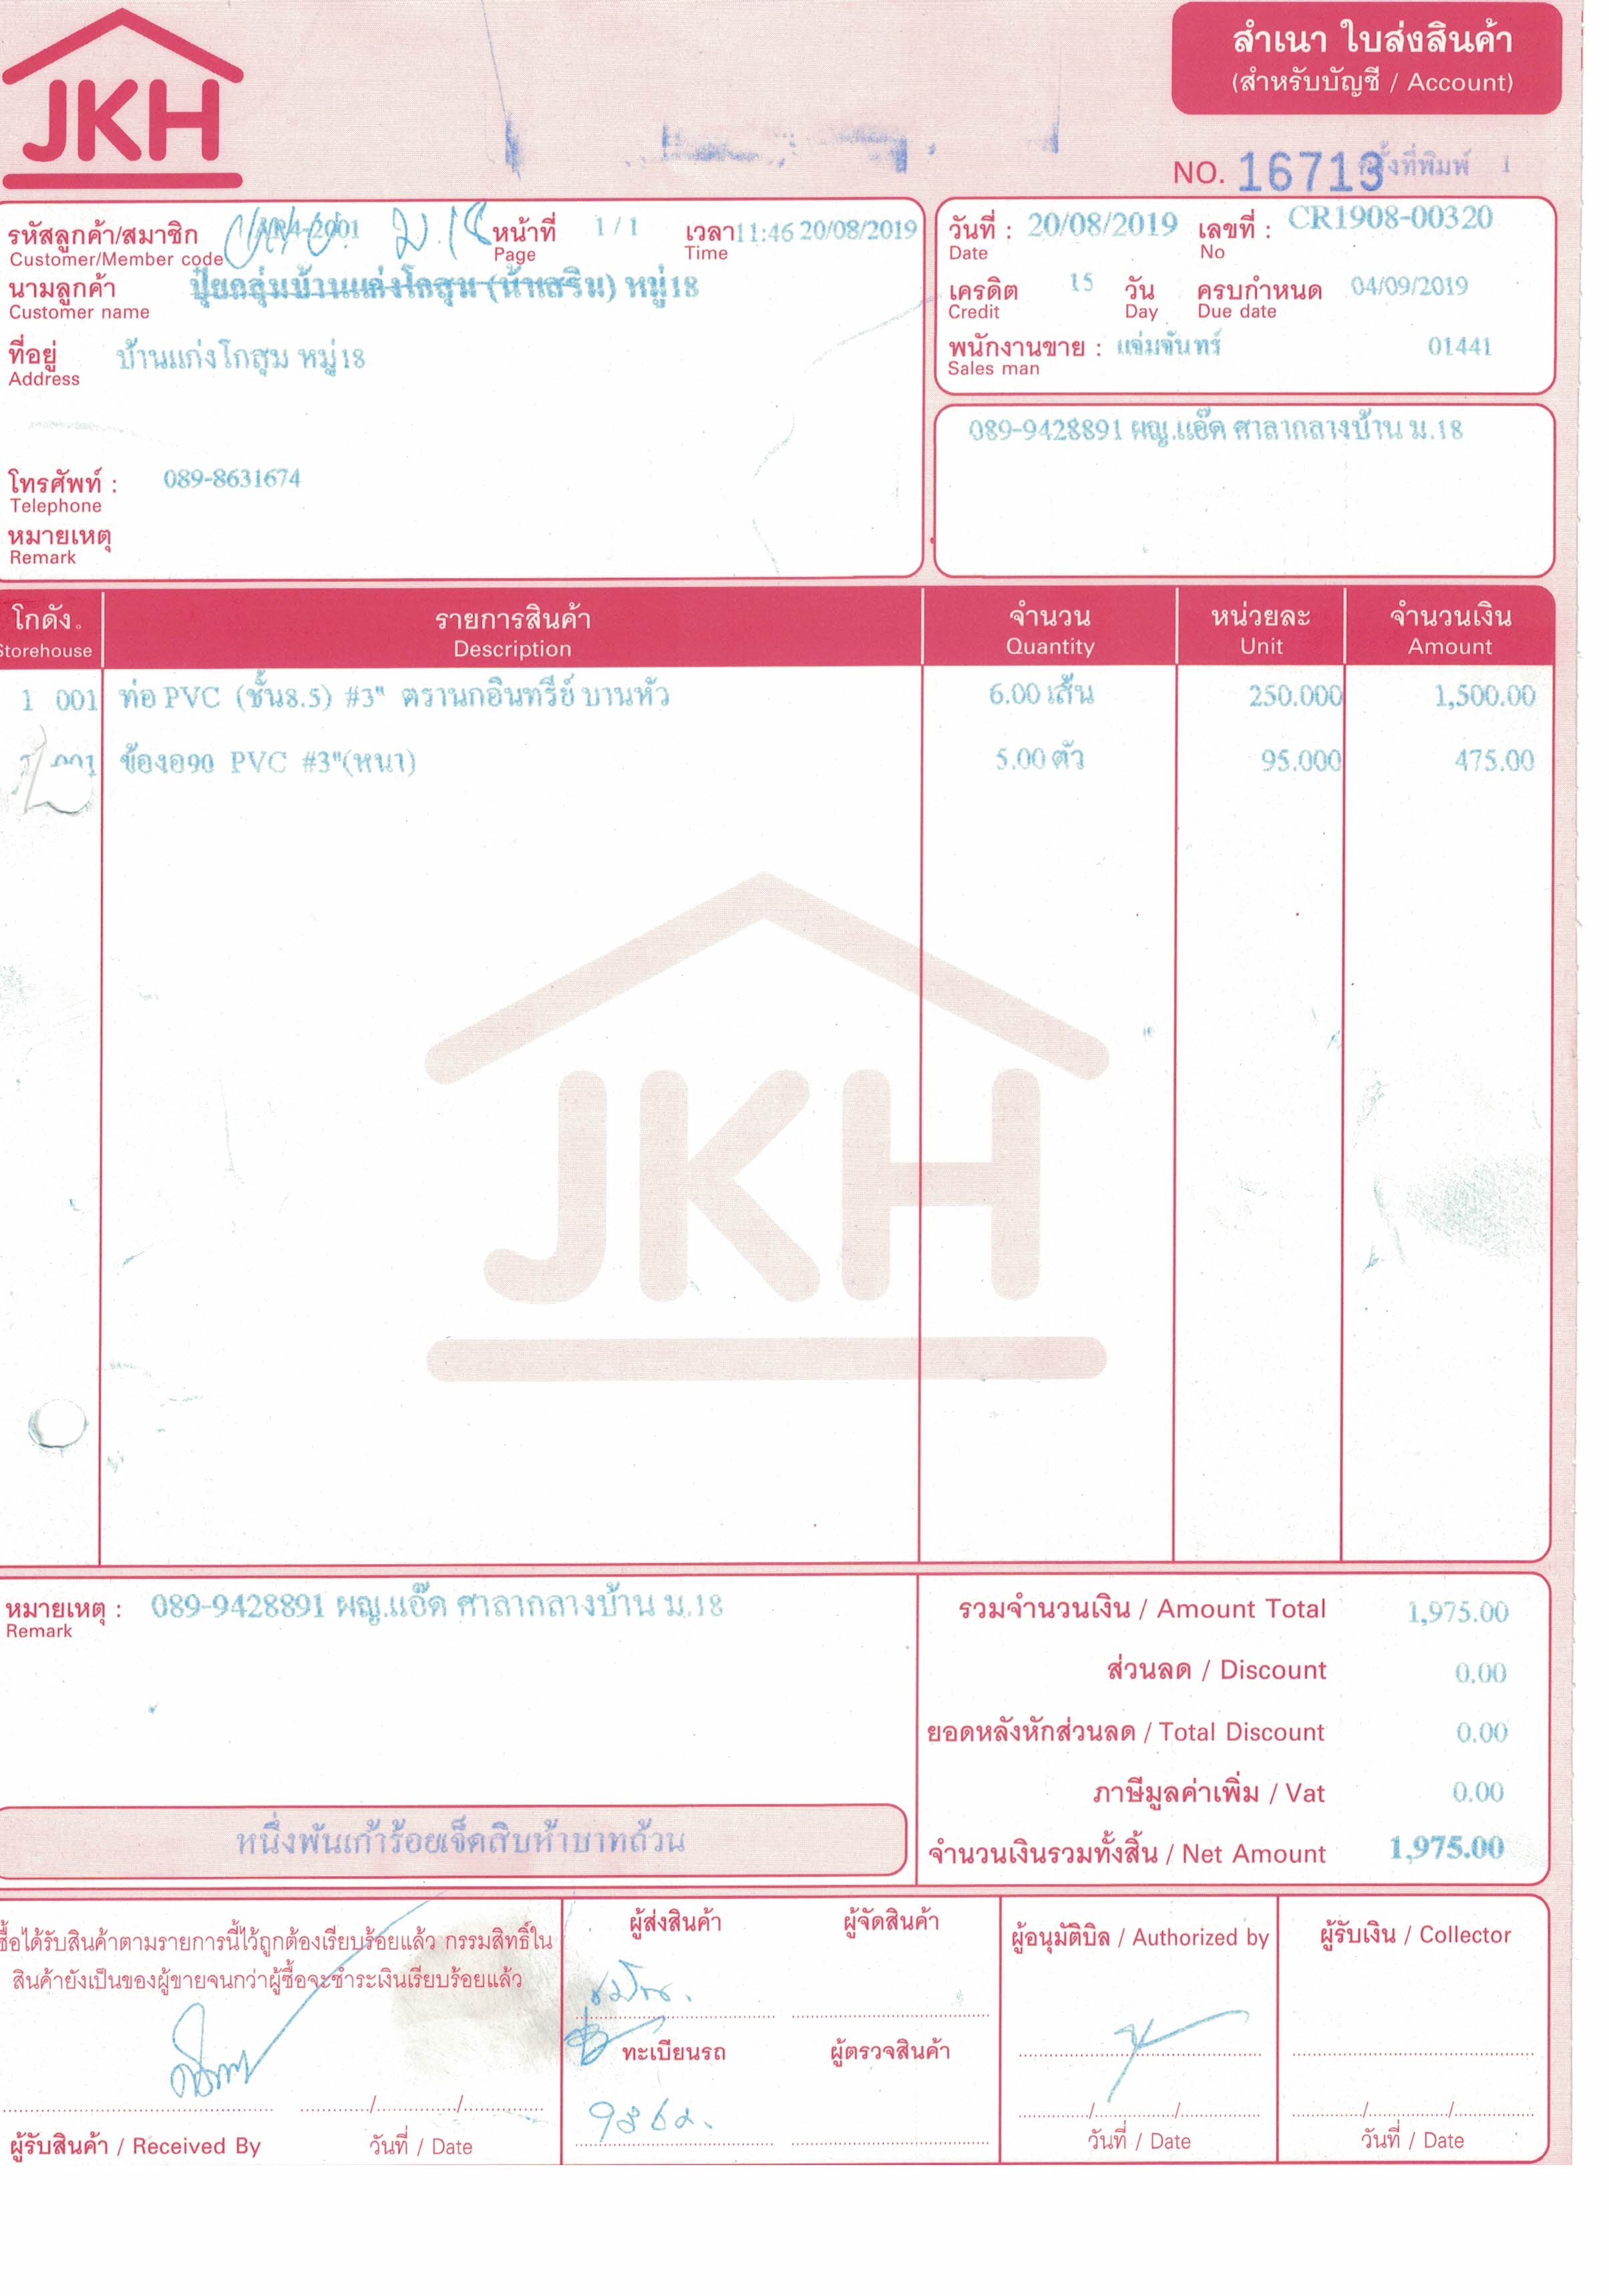 JKH
สำเนา ใบส่งสินค้า
(สำหรับบัญชี / Account)
NO. 16713 ครั้งที่พิมพ์ 1
รหัสลูกค้า/สมาชิก ม.18 หน้าที่ 1/1 เวลา 11:46 20/08/2019
Customer/Member code Page Time
นามลูกค้า ปุ๋ยกลุ่มบ้านแก่งโกสุม (น้าเสริม) หมู่18
Customer name
ที่อยู่ บ้านแก่งโกสุม หมู่18
Address
โทรศัพท์ : 089-8631674
Telephone
หมายเหตุ
Remark
วันที่ : 20/08/2019 เลขที่ : CR1908-00320
Date No
เครดิต 15 วัน ครบกำหนด 04/09/2019
Credit Day Due date
พนักงานขาย : แจ่มจันทร์ 01441
Sales man
089-9428891 ผญ.แอ๊ด ศาลากลางบ้าน ม.18
โกดัง รายการสินค้า จำนวน หน่วยละ จำนวนเงิน
Storehouse Description Quantity Unit Amount
1 001 ท่อ PVC (ชั้น8.5) #3" ตรานกอินทรีย์ บานหัว 6.00 เส้น 250.000 1,500.00
001 ข้องอ90 PVC #3"(หนา) 5.00 ตัว 95.000 475.00
JKH
หมายเหตุ : 089-9428891 ผญ.แอ๊ด ศาลากลางบ้าน ม.18
Remark
รวมจำนวนเงิน / Amount Total 1,975.00
ส่วนลด / Discount 0.00
ยอดหลังหักส่วนลด / Total Discount 0.00
ภาษีมูลค่าเพิ่ม / Vat 0.00
หนึ่งพันเก้าร้อยเจ็ดสิบห้าบาทถ้วน
จำนวนเงินรวมทั้งสิ้น / Net Amount 1,975.00
ซื้อได้รับสินค้าตามรายการนี้ไว้ถูกต้องเรียบร้อยแล้ว กรรมสิทธิ์ใน
สินค้ายังเป็นของผู้ขายจนกว่าผู้ซื้อจะชำระเงินเรียบร้อยแล้ว
ผู้รับสินค้า / Received By วันที่ / Date
ผู้ส่งสินค้า ผู้จัดสินค้า
ทะเบียนรถ ผู้ตรวจสินค้า
ผู้อนุมัติบิล / Authorized by
วันที่ / Date
ผู้รับเงิน / Collector
วันที่ / Date